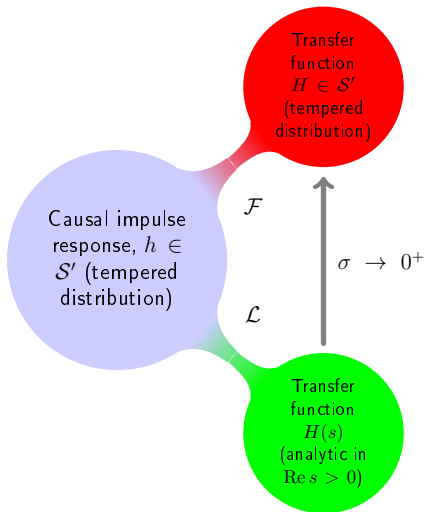 Transfer
function
H ∈ 𝒮′
(tempered
distribution)
Causal impulse
response, h ∈
𝒮′ (tempered
distribution)
ℱ
σ → 0⁺
ℒ
Transfer
function
H(s)
(analytic in
Re s > 0)